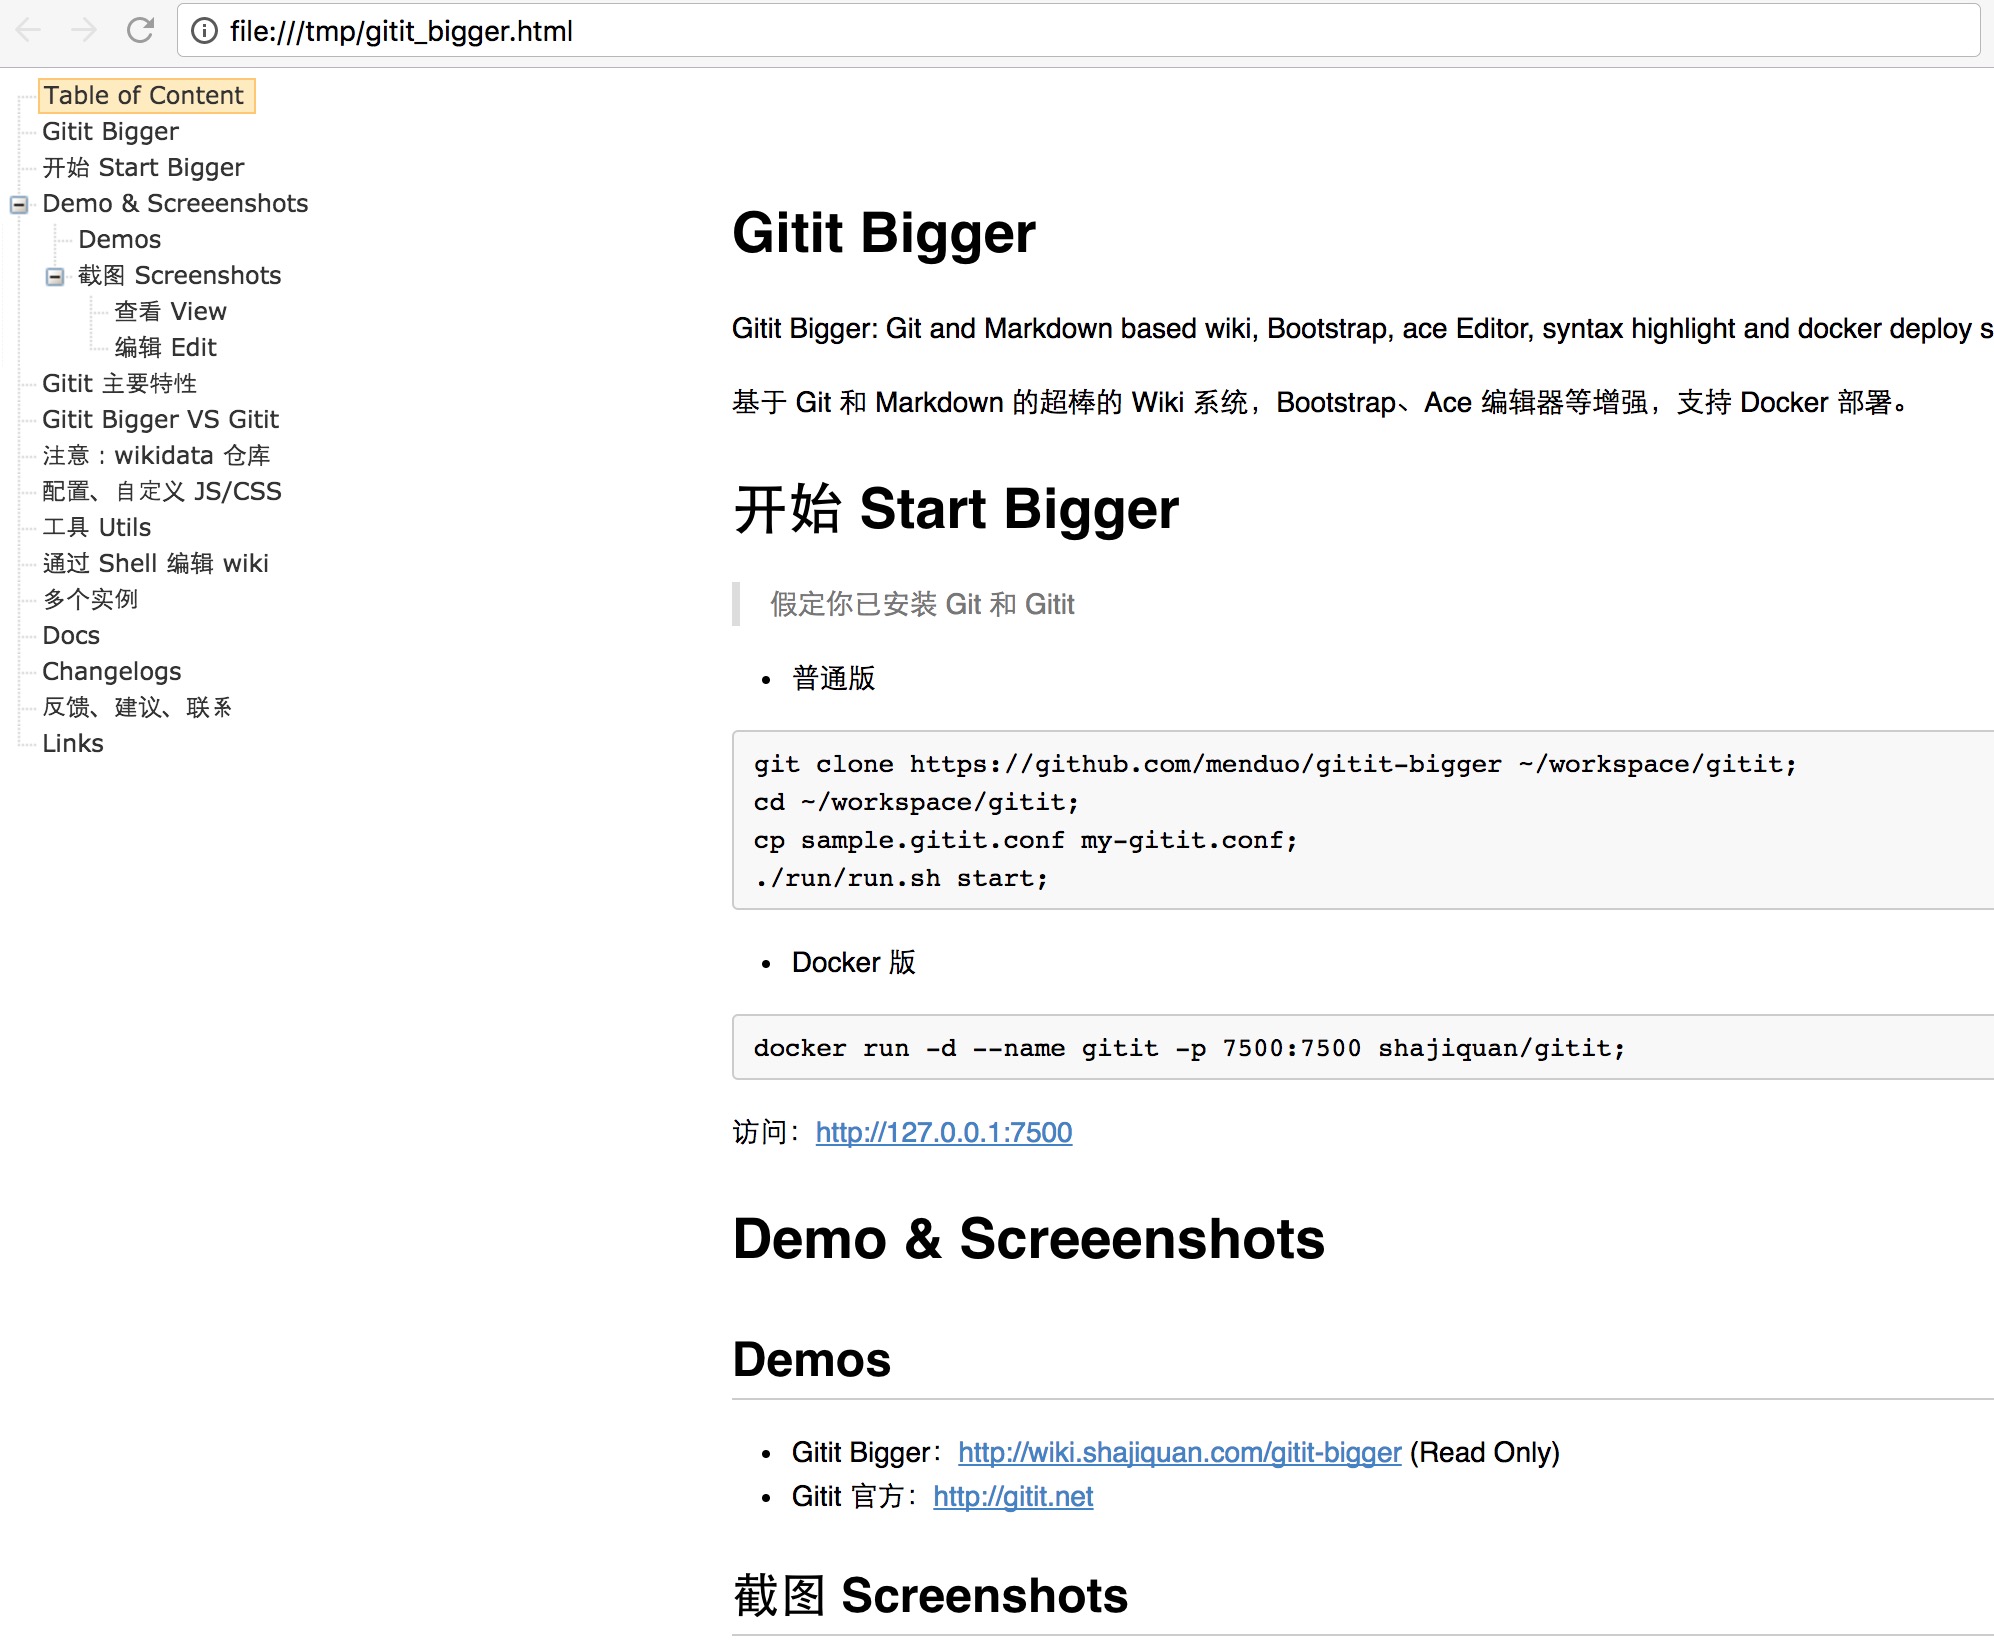 file:///tmp/gitit_bigger.html
Table of Content
Gitit Bigger
开始 Start Bigger
Demo & Screeenshots
Demos
截图 Screenshots
查看 View
编辑 Edit
Gitit 主要特性
Gitit Bigger VS Gitit
注意：wikidata 仓库
配置、自定义 JS/CSS
工具 Utils
通过 Shell 编辑 wiki
多个实例
Docs
Changelogs
反馈、建议、联系
Links
Gitit Bigger
Gitit Bigger: Git and Markdown based wiki, Bootstrap, ace Editor, syntax highlight and docker deploy s
基于 Git 和 Markdown 的超棒的 Wiki 系统，Bootstrap、Ace 编辑器等增强，支持 Docker 部署。
开始 Start Bigger
假定你已安装 Git 和 Gitit
• 普通版
git clone https://github.com/menduo/gitit-bigger ~/workspace/gitit;
cd ~/workspace/gitit;
cp sample.gitit.conf my-gitit.conf;
./run/run.sh start;
• Docker 版
docker run -d --name gitit -p 7500:7500 shajiquan/gitit;
访问：http://127.0.0.1:7500
Demo & Screeenshots
Demos
• Gitit Bigger：http://wiki.shajiquan.com/gitit-bigger (Read Only)
• Gitit 官方：http://gitit.net
截图 Screenshots